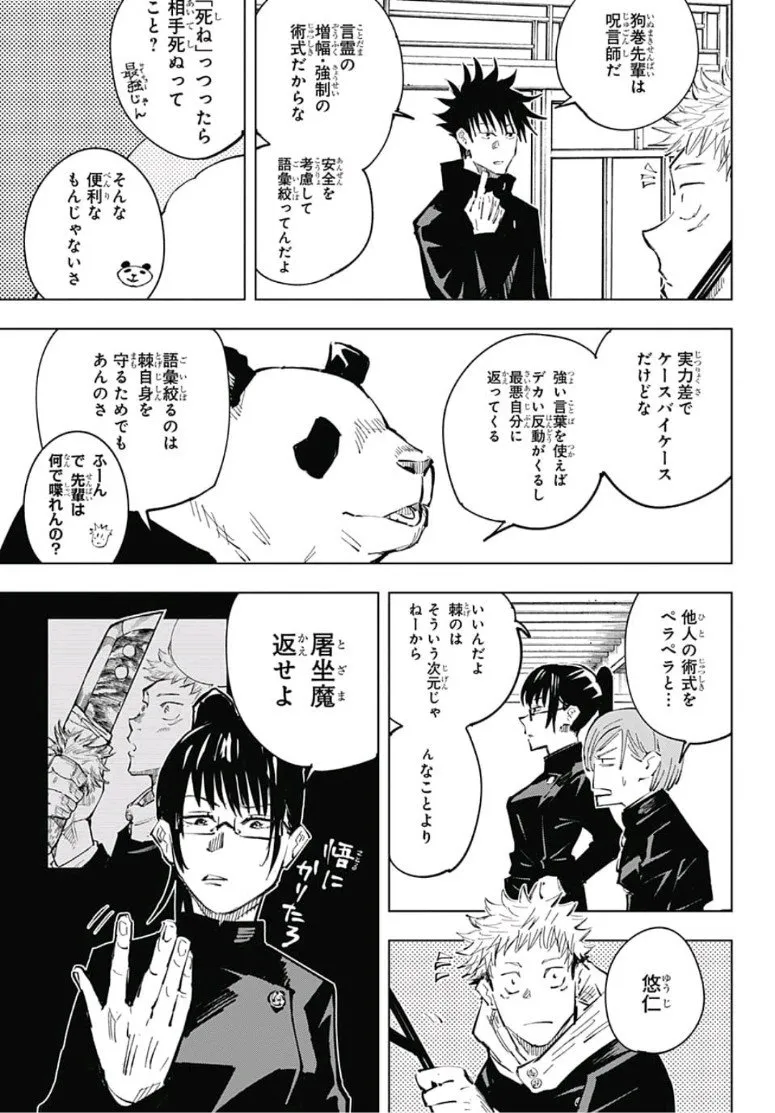 狗巻先輩は
呪言師だ
言霊の
増幅・強制の
術式だからな
安全を
考慮して
語彙絞ってんだよ
「死ね」っつったら
相手死ぬって
こと?
最強じゃん
そんな
便利な
もんじゃないさ
実力差で
ケースバイケース
だけどな
強い言葉を使えば
デカい反動がくるし
最悪自分に
返ってくる
語彙絞るのは
棘自身を
守るためでも
あんのさ
ふーん
で 先輩は
何で喋れんの?
他人の術式を
ペラペラと…
いいんだよ
棘のは
そういう次元じゃ
ねーから
んなことより
悠仁
屠坐魔
返せよ
悟に
かりたろ